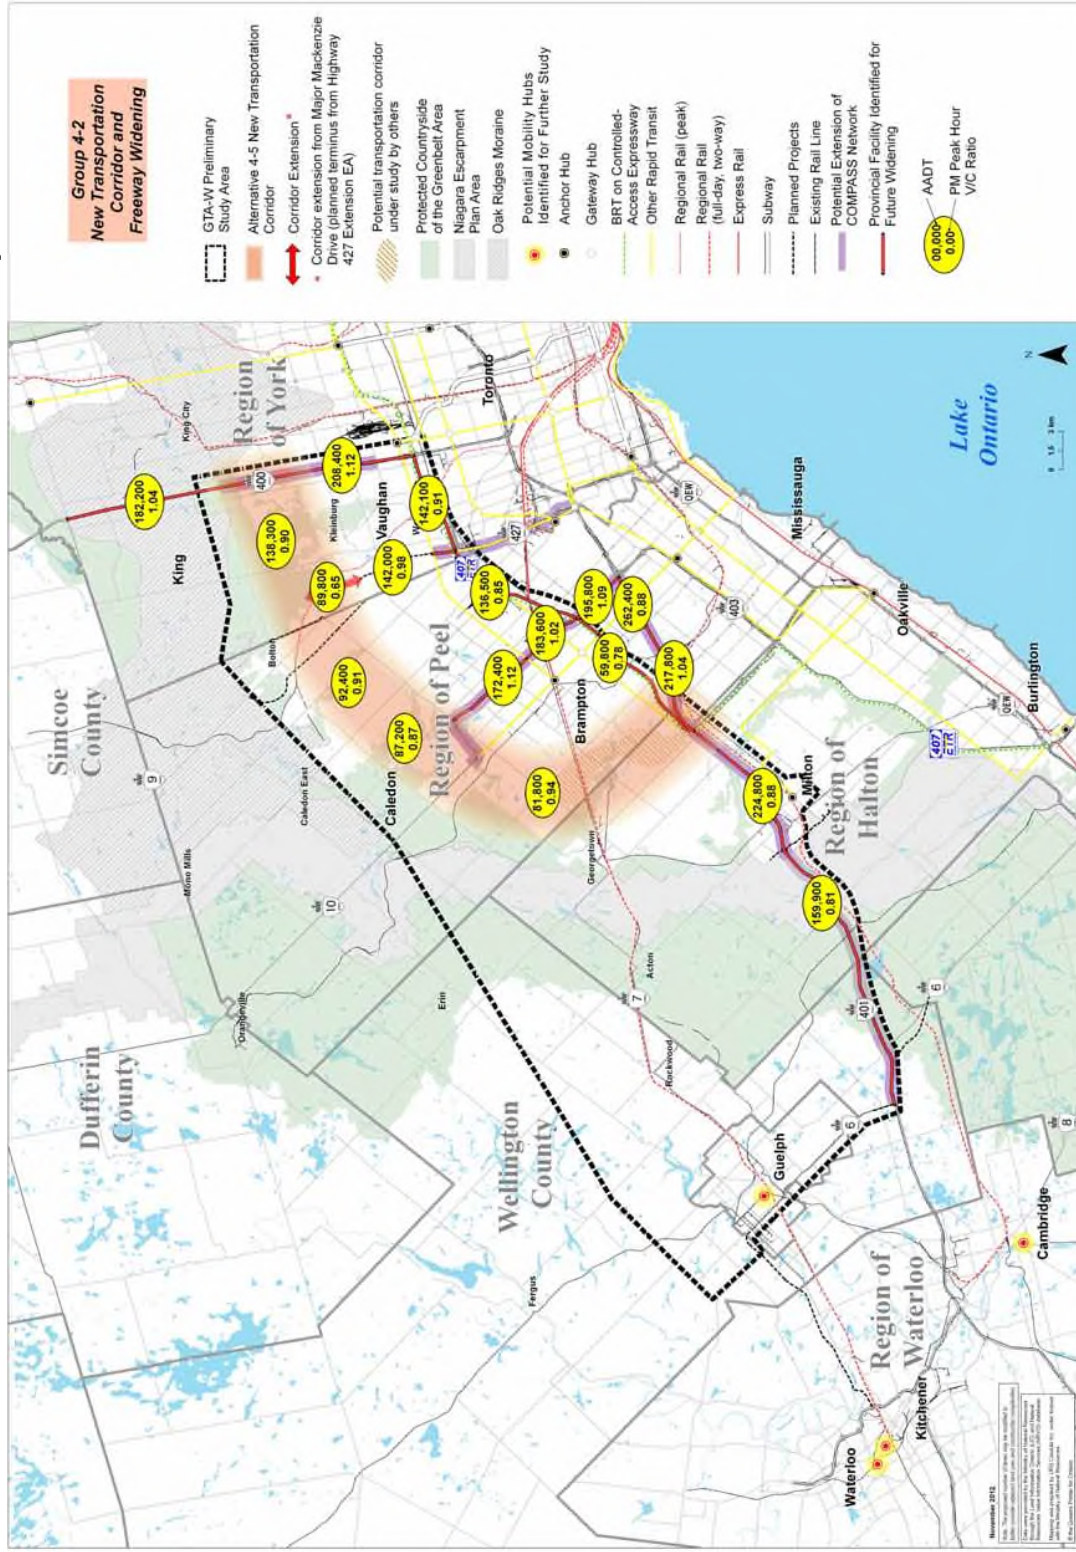 Group 4-2
New Transportation
Corridor and
Freeway Widening
GTA-W Preliminary
Study Area
Alternative 4-5 New Transportation
Corridor
Corridor Extension*
* Corridor extension from Major Mackenzie
Drive (planned terminus from Highway
427 Extension EA)
Potential transportation corridor
under study by others
Protected Countryside
of the Greenbelt Area
Niagara Escarpment
Plan Area
Oak Ridges Moraine
Potential Mobility Hubs
Identified for Further Study
Anchor Hub
Gateway Hub
BRT on Controlled-
Access Expressway
Other Rapid Transit
Regional Rail (peak)
Regional Rail
(full-day, two-way)
Express Rail
Subway
Planned Projects
Existing Rail Line
Potential Extension of
COMPASS Network
Provincial Facility Identified for
Future Widening
00,000
0.00
AADT
PM Peak Hour
V/C Ratio
Dufferin
County
Simcoe
County
Region
of York
Wellington
County
Region of Peel
Region of
Halton
Region of
Waterloo
Lake
Ontario
King City
King
Kleinburg
Vaughan
Toronto
Bolton
Caledon East
Caledon
Mono Mills
Orangeville
Erin
Brampton
Georgetown
Acton
Rockwood
Fergus
Guelph
Milton
Mississauga
Oakville
Burlington
Cambridge
Kitchener
Waterloo
182,200
1.04
208,400
1.12
138,300
0.90
142,100
0.91
89,800
0.65
142,000
0.98
136,500
0.85
92,400
0.91
87,200
0.87
172,400
1.12
183,600
1.02
195,800
1.09
262,400
0.88
59,800
0.78
217,800
1.04
81,800
0.94
224,800
0.88
159,900
0.81
400
9
10
427
407
ETR
QEW
403
407
ETR
QEW
7
401
6
6
8
N
0 1.5 3 km
November 2012